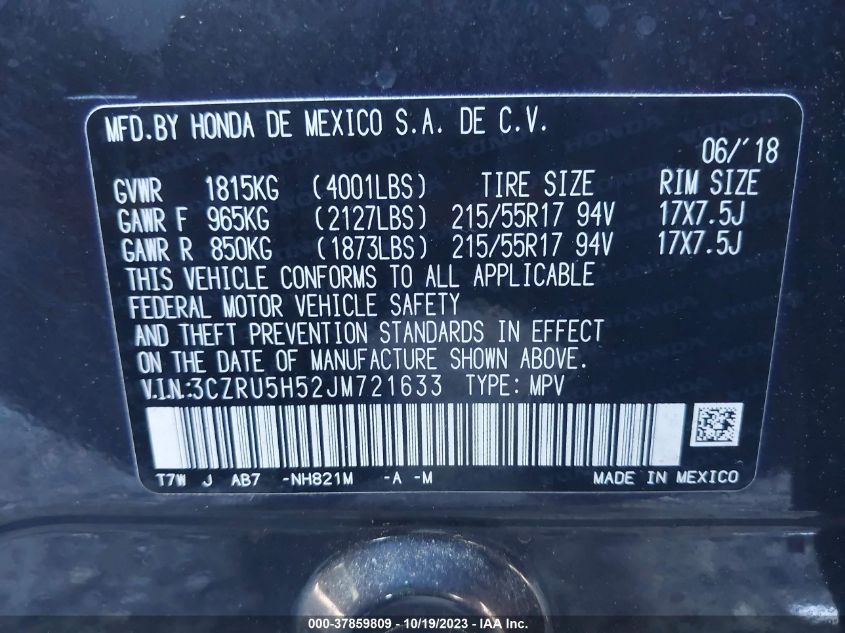 MFD.BY HONDA DE MEXICO S.A. DE C.V.
06/'18
GVWR 1815KG (4001LBS) TIRE SIZE RIM SIZE
GAWR F 965KG (2127LBS) 215/55R17 94V 17X7.5J
GAWR R 850KG (1873LBS) 215/55R17 94V 17X7.5J
THIS VEHICLE CONFORMS TO ALL APPLICABLE
FEDERAL MOTOR VEHICLE SAFETY
AND THEFT PREVENTION STANDARDS IN EFFECT
ON THE DATE OF MANUFACTURE SHOWN ABOVE.
V.I.N.:3CZRU5H52JM721633 TYPE: MPV
T7W J AB7 -NH821M -A -M MADE IN MEXICO
000-37859809 - 10/19/2023 - IAA Inc.